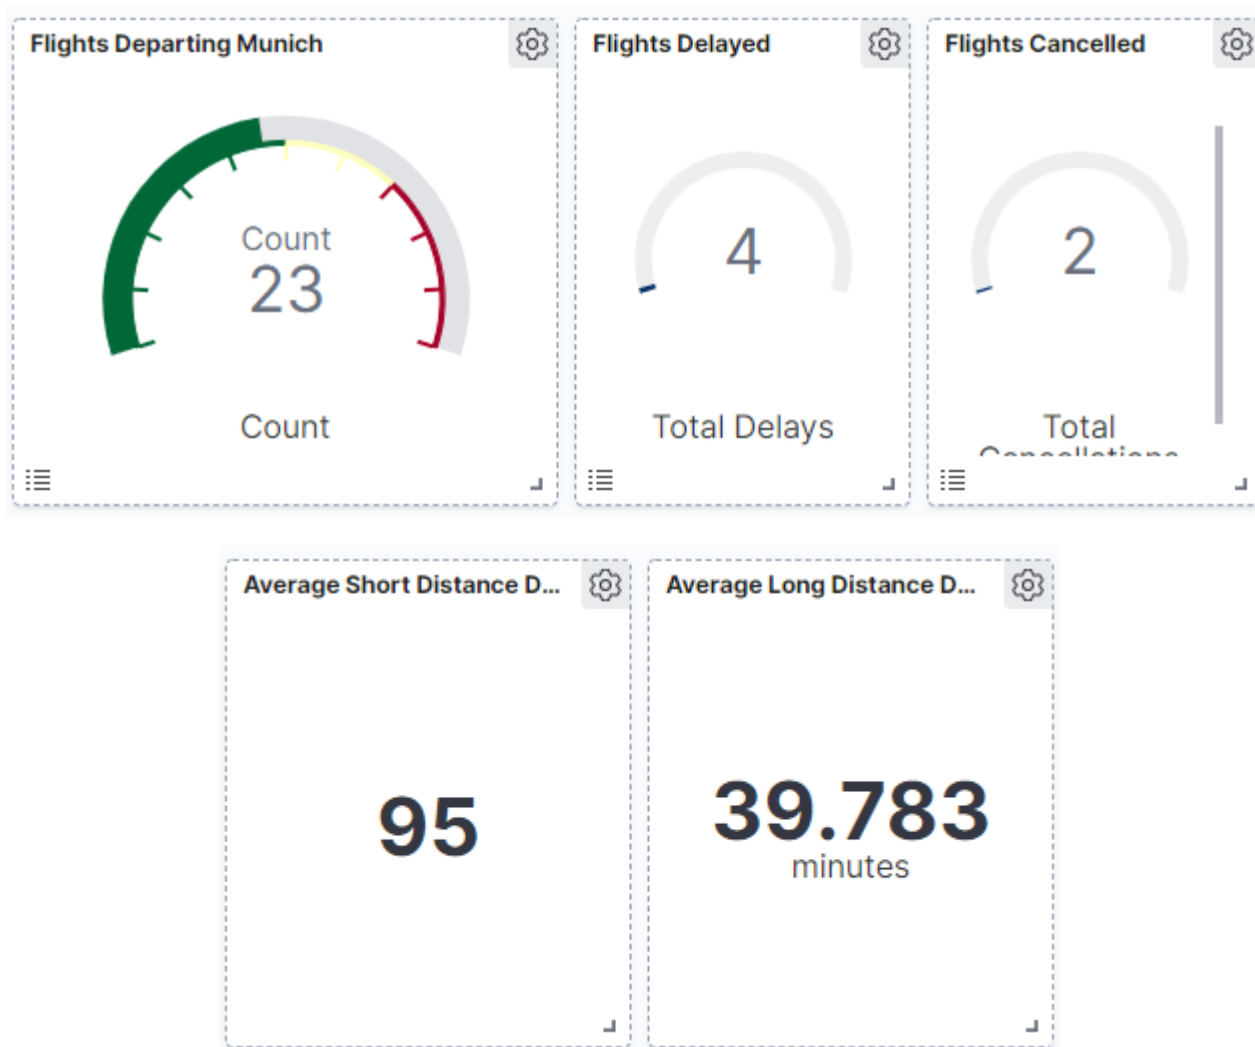 Flights Departing Munich
Flights Delayed
Flights Cancelled
Count
23
Count
4
Total Delays
2
Total
Cancellations
Average Short Distance D...
Average Long Distance D...
95
39.783
minutes